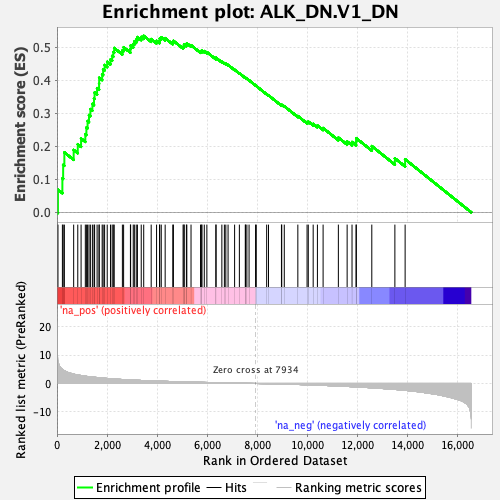 Enrichment plot: ALK_DN.V1_DN
Enrichment score (ES)
0.5
0.4
0.3
0.2
0.1
0.0
'na_pos' (positively correlated)
Ranked list metric (PreRanked)
20
10
0
-10
Zero cross at 7934
'na_neg' (negatively correlated)
0 2,000 4,000 6,000 8,000 10,000 12,000 14,000 16,000
Rank in Ordered Dataset
Enrichment profile Hits Ranking metric scores